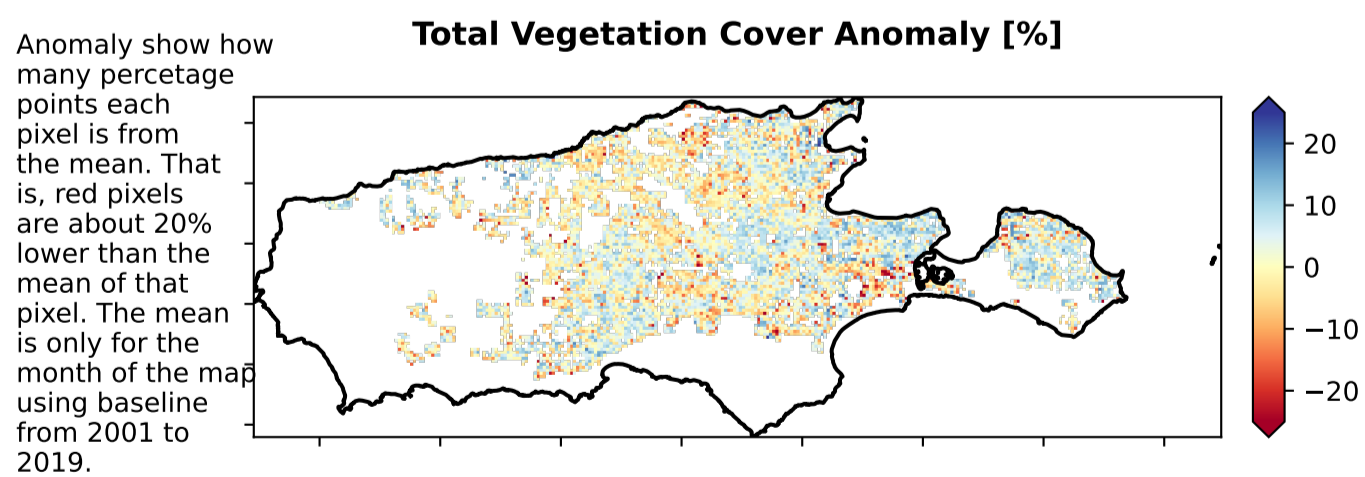 Total Vegetation Cover Anomaly [%]
Anomaly show how
many percetage
points each
pixel is from
the mean. That
is, red pixels
are about 20%
lower than the
mean of that
pixel. The mean
is only for the
month of the map
using baseline
from 2001 to
2019.
20
10
0
−10
−20